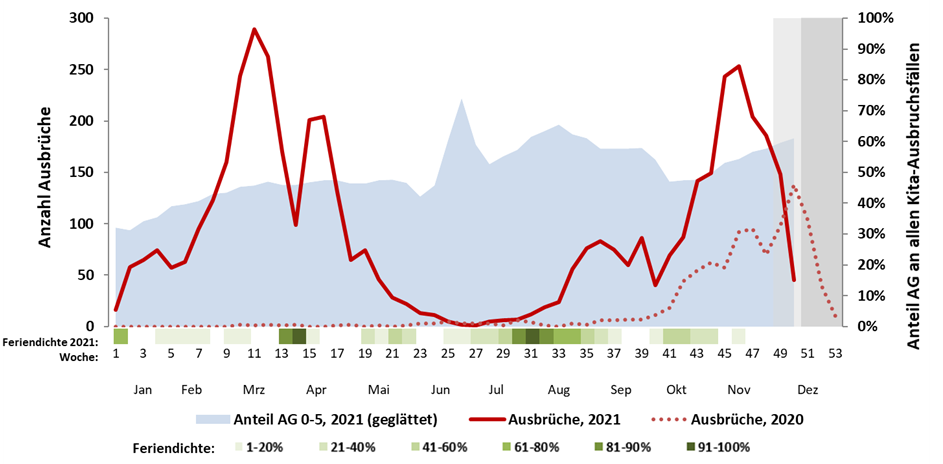 300 100%
90%
250 80%
70%
200 60%
150 50%
40%
100 30%
50 20%
10%
0 0%
Anzahl Ausbrüche
Anteil AG an allen Kita-Ausbruchsfällen
Feriendichte 2021:
Woche: 1 3 5 7 9 11 13 15 17 19 21 23 25 27 29 31 33 35 37 39 41 43 45 47 49 51 53
Jan Feb Mrz Apr Mai Jun Jul Aug Sep Okt Nov Dez
Anteil AG 0-5, 2021 (geglättet) Ausbrüche, 2021 Ausbrüche, 2020
Feriendichte: 1-20% 21-40% 41-60% 61-80% 81-90% 91-100%